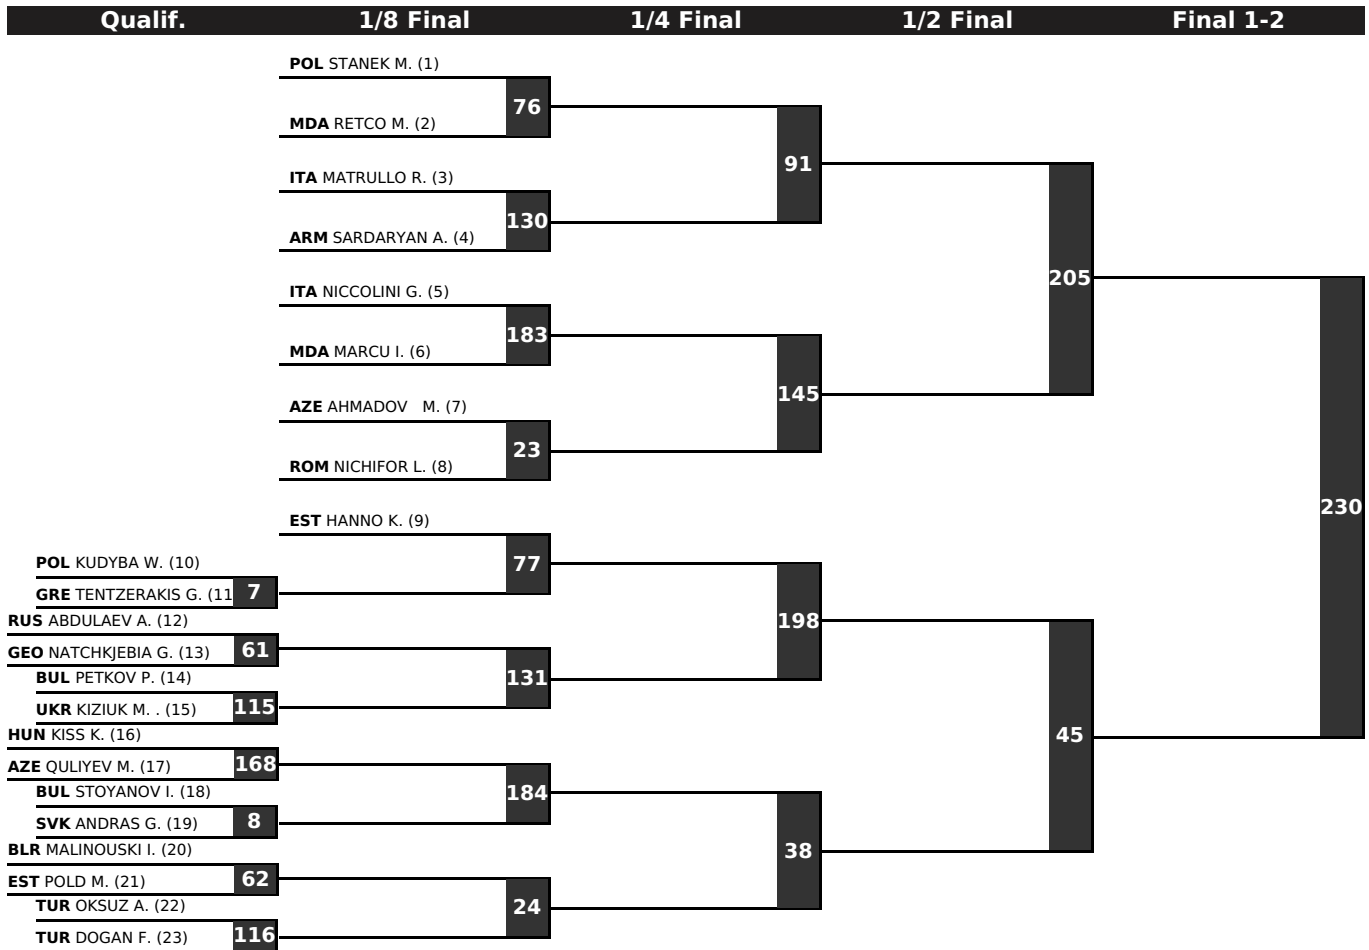 Qualif. 1/8 Final 1/4 Final 1/2 Final Final 1-2
POL STANEK M. (1)
76
MDA RETCO M. (2)
91
ITA MATRULLO R. (3)
130
ARM SARDARYAN A. (4)
205
ITA NICCOLINI G. (5)
183
MDA MARCU I. (6)
145
AZE AHMADOV   M. (7)
23
ROM NICHIFOR L. (8)
230
EST HANNO K. (9)
POL KUDYBA W. (10)
77
GRE TENTZERAKIS G. (11 7
RUS ABDULAEV A. (12)
198
GEO NATCHKJEBIA G. (13) 61
BUL PETKOV P. (14)
131
UKR KIZIUK M. . (15) 115
HUN KISS K. (16)
45
AZE QULIYEV M. (17) 168
BUL STOYANOV I. (18)
184
SVK ANDRAS G. (19) 8
BLR MALINOUSKI I. (20)
38
EST POLD M. (21) 62
TUR OKSUZ A. (22)
24
TUR DOGAN F. (23) 116